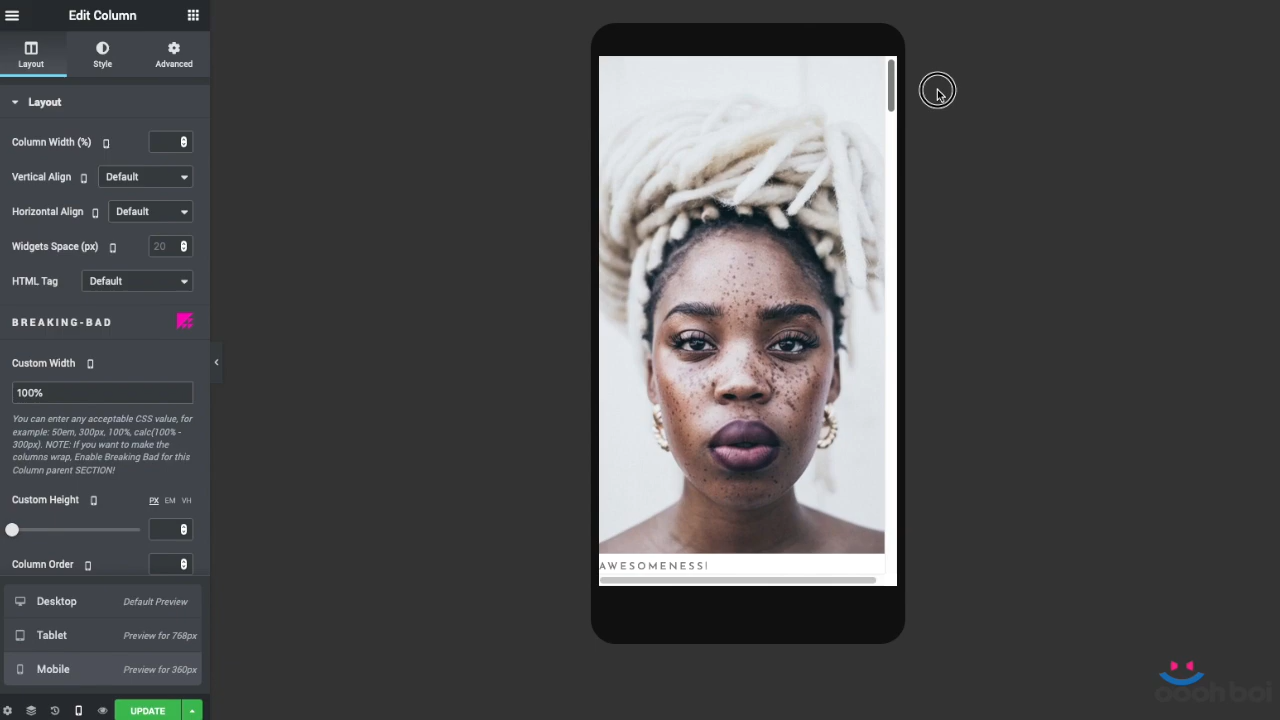 Edit Column
Layout
Style
Advanced
Layout
Column Width (%)
Vertical Align
Default
Horizontal Align
Default
Widgets Space (px)
20
HTML Tag
Default
BREAKING-BAD
Custom Width
100%
You can enter any acceptable CSS value, for
example: 50em, 300px, 100%, calc(100% -
300px). NOTE: If you want to make the
columns wrap, Enable Breaking Bad for this
Column parent SECTION!
Custom Height
PX EM VH
Column Order
Desktop
Default Preview
Tablet
Preview for 768px
Mobile
Preview for 360px
UPDATE
AWESOMENESS!
oooh boi